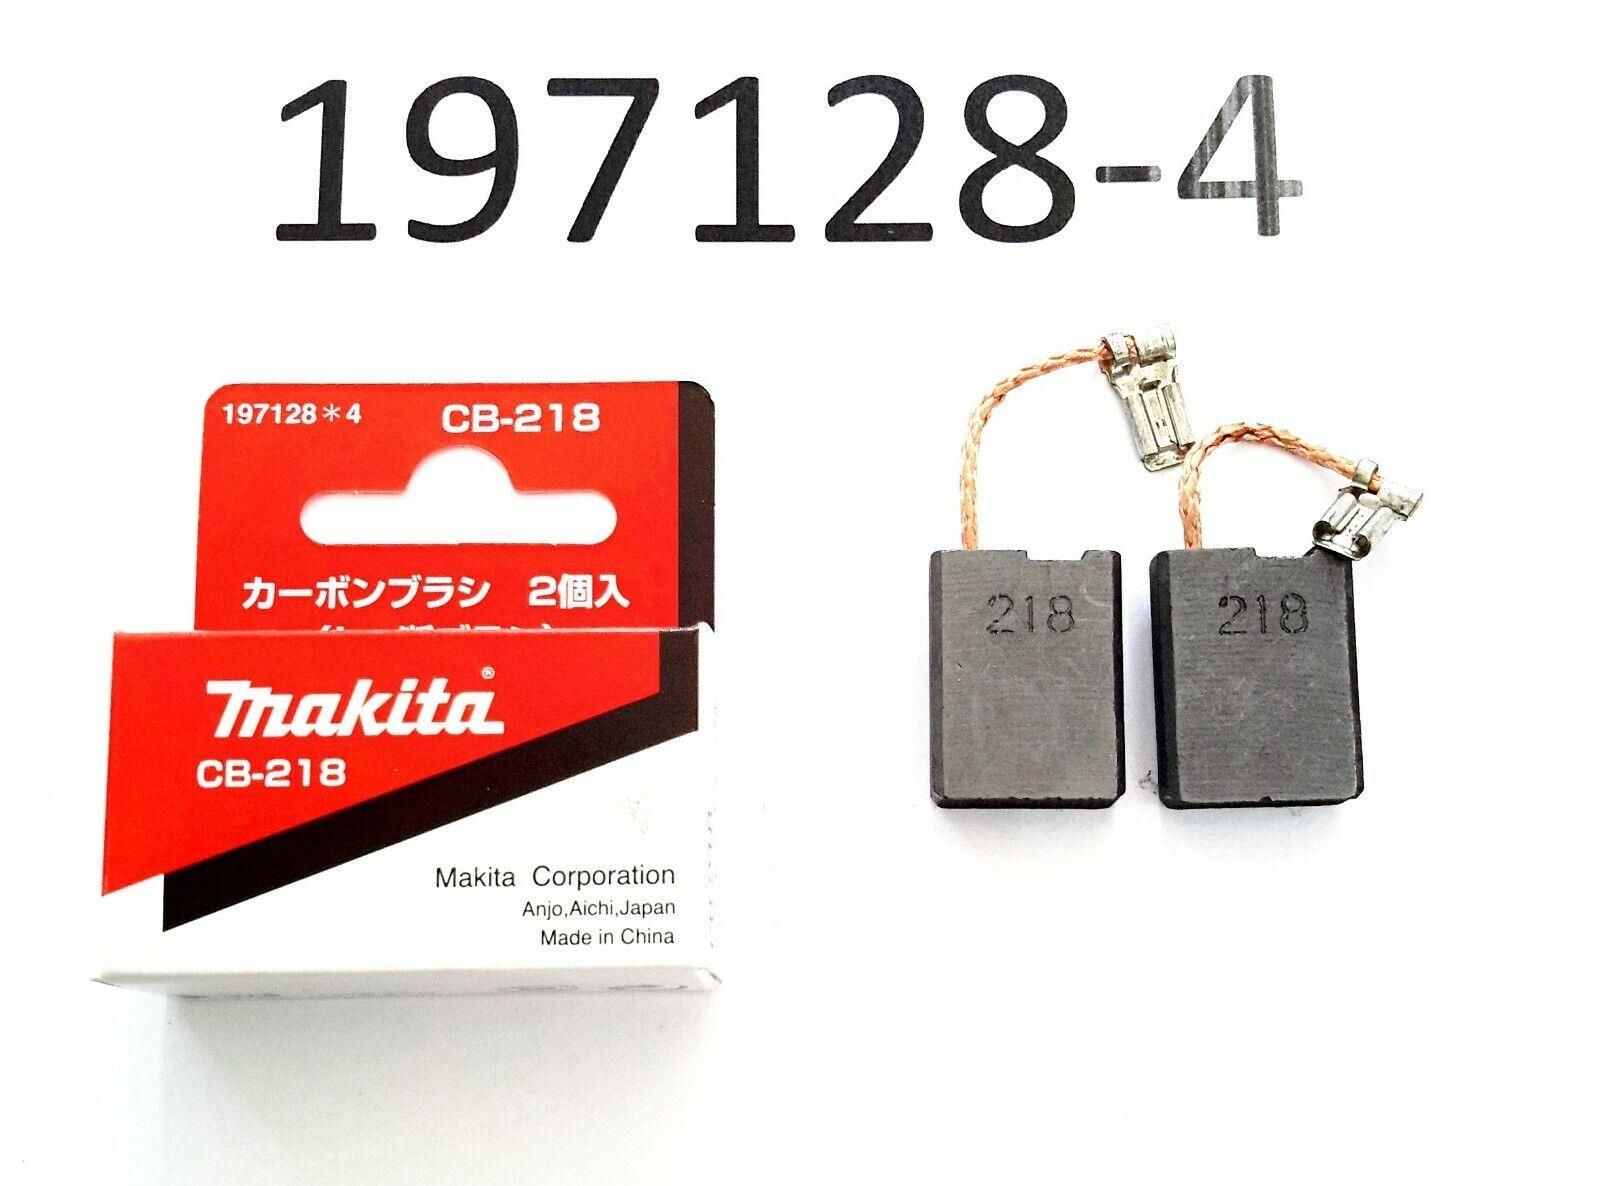 197128-4
197128*4 CB-218
カーボンブラシ 2個入
makita®
CB-218
Makita Corporation
Anjo,Aichi,Japan
Made in China
218
218